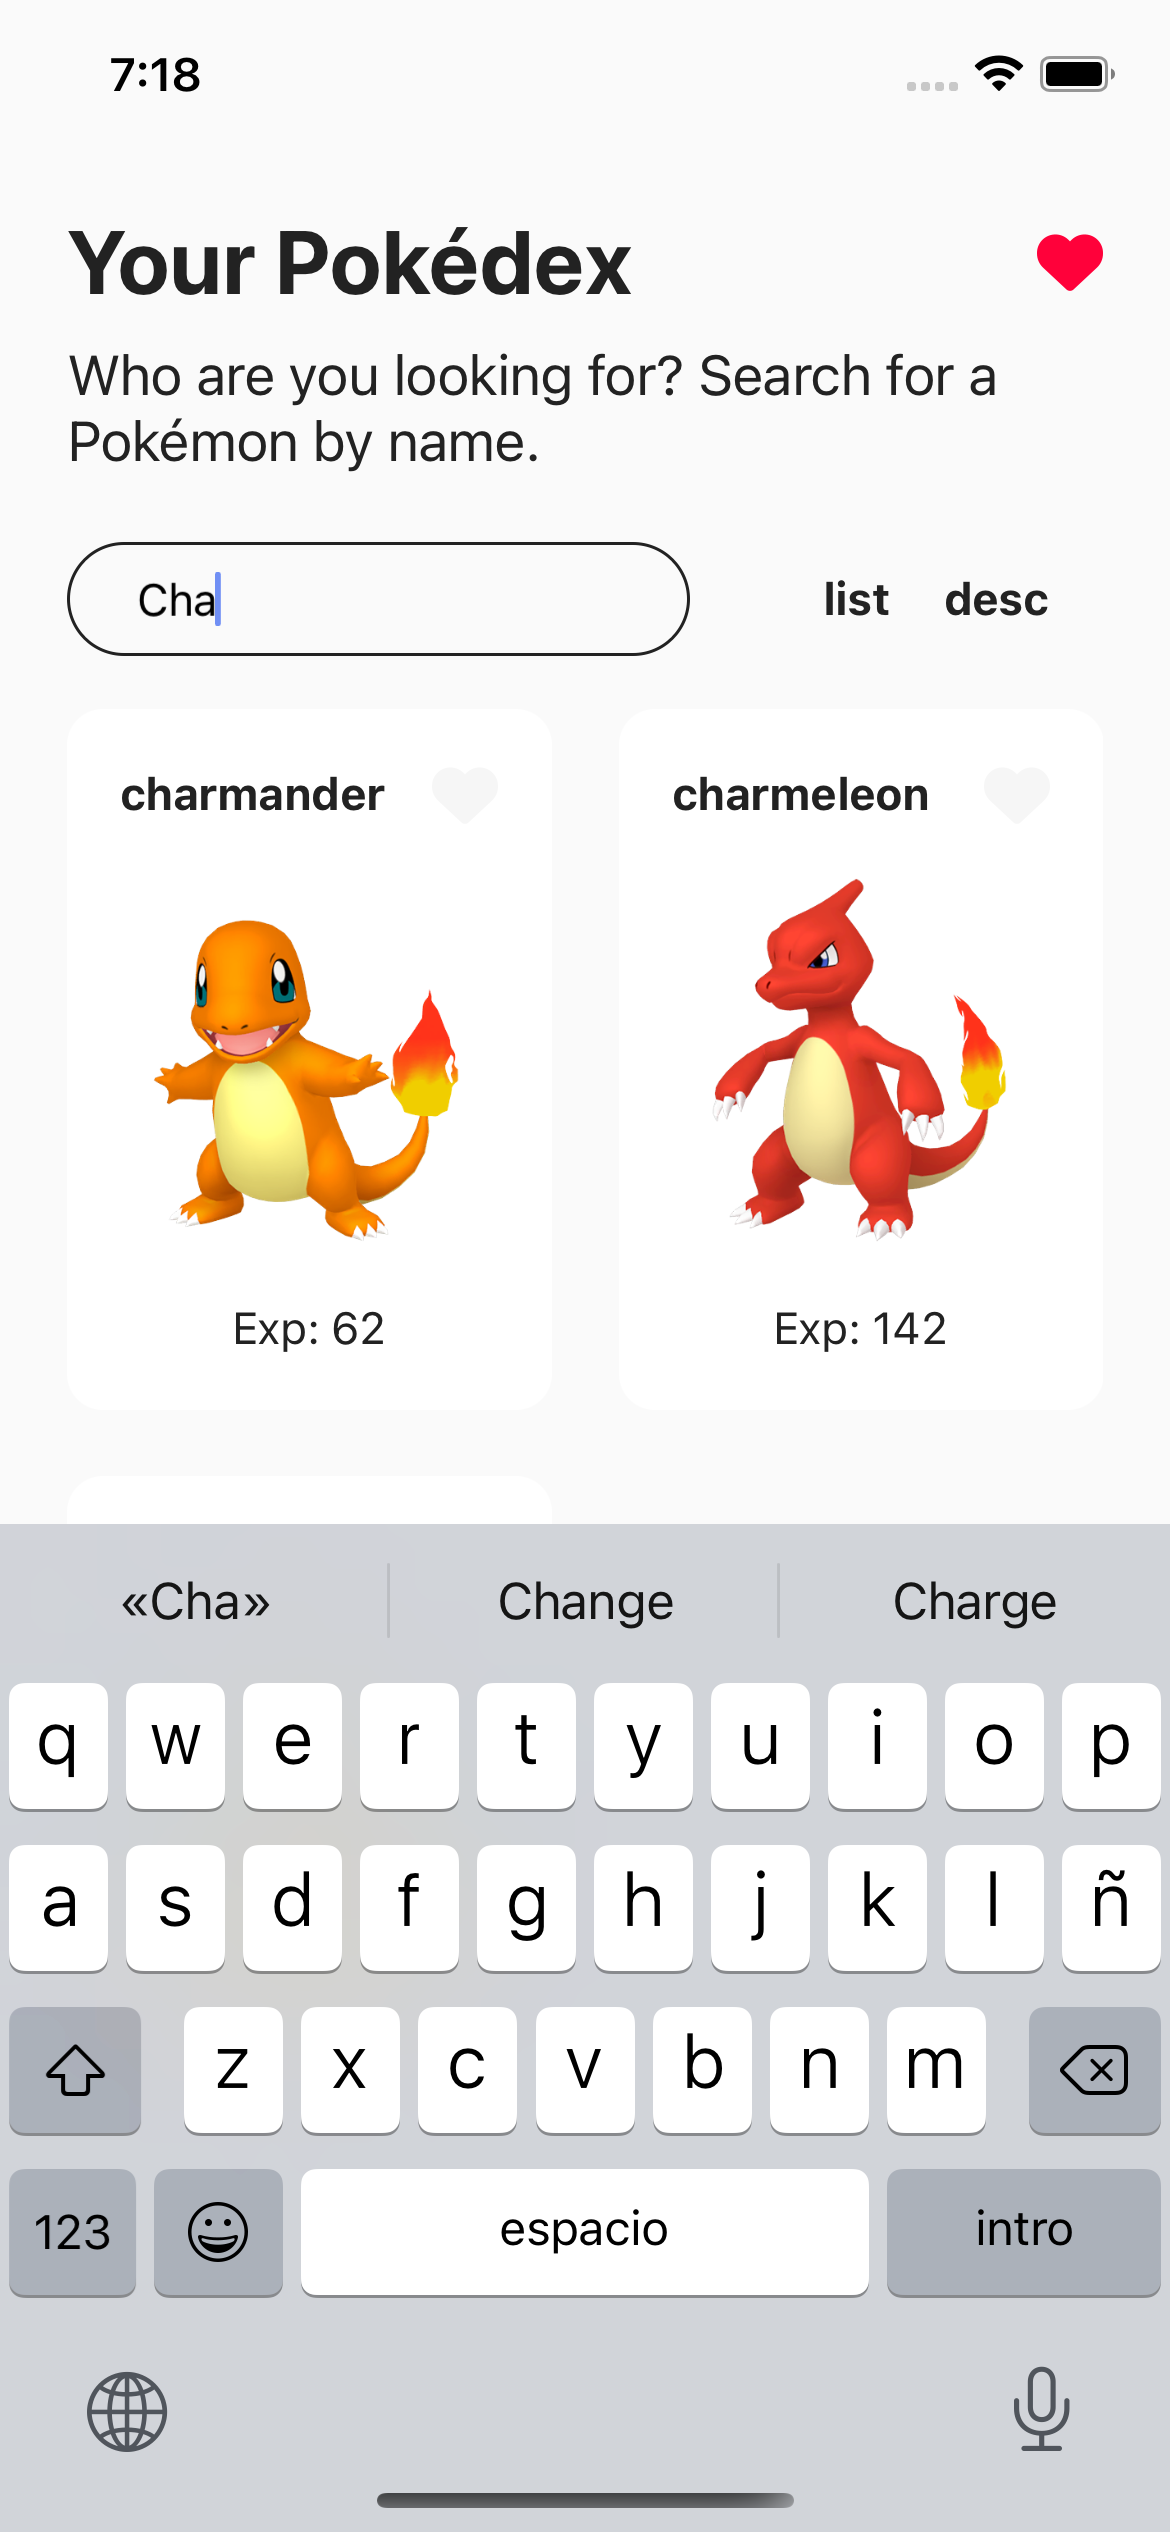 7:18
Your Pokédex
Who are you looking for? Search for a
Pokémon by name.
Cha
list desc
charmander
charmeleon
Exp: 62
Exp: 142
«Cha» Change Charge
q w e r t y u i o p
a s d f g h j k l ñ
z x c v b n m
123 espacio intro